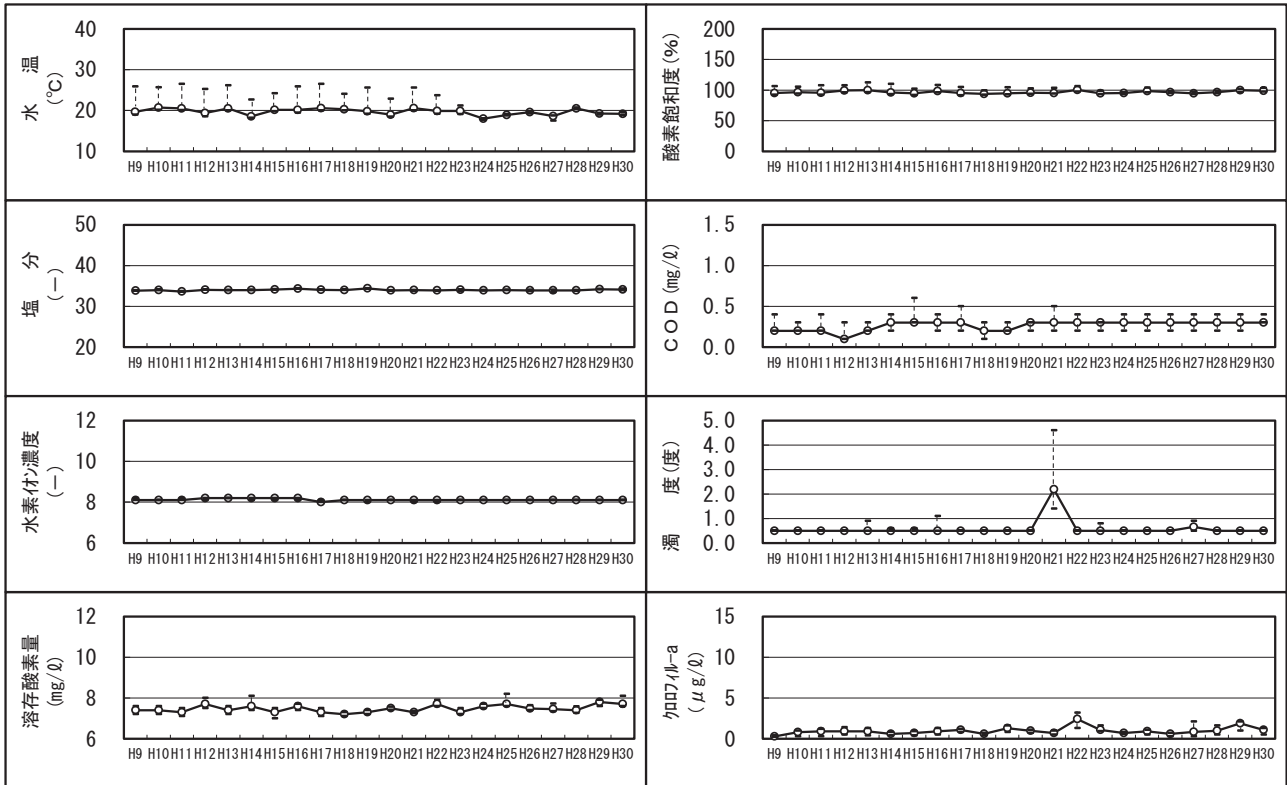 水温
(℃)
40
30
20
10
H9 H10 H11 H12 H13 H14 H15 H16 H17 H18 H19 H20 H21 H22 H23 H24 H25 H26 H27 H28 H29 H30
酸素飽和度(%)
200
150
100
50
0
H9 H10 H11 H12 H13 H14 H15 H16 H17 H18 H19 H20 H21 H22 H23 H24 H25 H26 H27 H28 H29 H30
塩分
(－)
50
40
30
20
H9 H10 H11 H12 H13 H14 H15 H16 H17 H18 H19 H20 H21 H22 H23 H24 H25 H26 H27 H28 H29 H30
ＣＯＤ(mg/ℓ)
1.5
1.0
0.5
0.0
H9 H10 H11 H12 H13 H14 H15 H16 H17 H18 H19 H20 H21 H22 H23 H24 H25 H26 H27 H28 H29 H30
水素ｲｵﾝ濃度
(－)
12
10
8
6
H9 H10 H11 H12 H13 H14 H15 H16 H17 H18 H19 H20 H21 H22 H23 H24 H25 H26 H27 H28 H29 H30
濁度(度)
5.0
4.0
3.0
2.0
1.0
0.0
H9 H10 H11 H12 H13 H14 H15 H16 H17 H18 H19 H20 H21 H22 H23 H24 H25 H26 H27 H28 H29 H30
溶存酸素量
(mg/ℓ)
12
10
8
6
H9 H10 H11 H12 H13 H14 H15 H16 H17 H18 H19 H20 H21 H22 H23 H24 H25 H26 H27 H28 H29 H30
ｸﾛﾛﾌｨﾙ-a
(μg/ℓ)
15
10
5
0
H9 H10 H11 H12 H13 H14 H15 H16 H17 H18 H19 H20 H21 H22 H23 H24 H25 H26 H27 H28 H29 H30